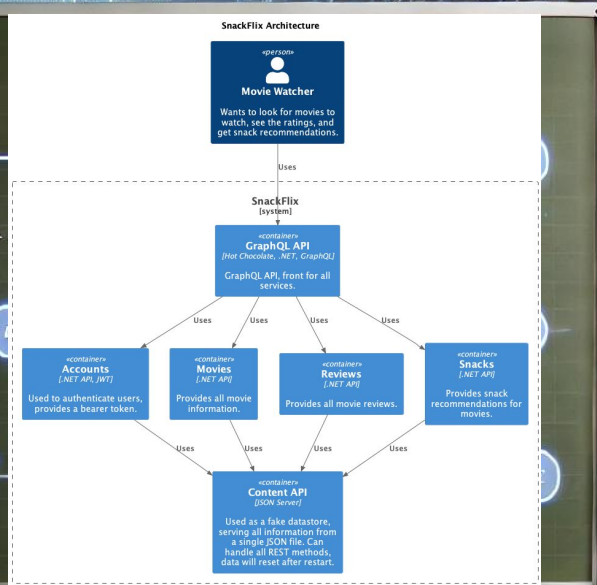 SnackFlix Architecture
«person»
Movie Watcher
Wants to look for movies to
watch, see the ratings, and
get snack recommendations.
Uses
SnackFlix
[system]
«container»
GraphQL API
[Hot Chocolate, .NET, GraphQL]
GraphQL API, front for all
services.
Uses
Uses
Uses
Uses
«container»
Accounts
[.NET API, JWT]
Used to authenticate users,
provides a bearer token.
«container»
Movies
[.NET API]
Provides all movie
information.
«container»
Reviews
[.NET API]
Provides all movie reviews.
«container»
Snacks
[.NET API]
Provides snack
recommendations for
movies.
Uses
Uses
Uses
Uses
«container»
Content API
[JSON Server]
Used as a fake datastore,
serving all information from
a single JSON file. Can
handle all REST methods,
data will reset after restart.